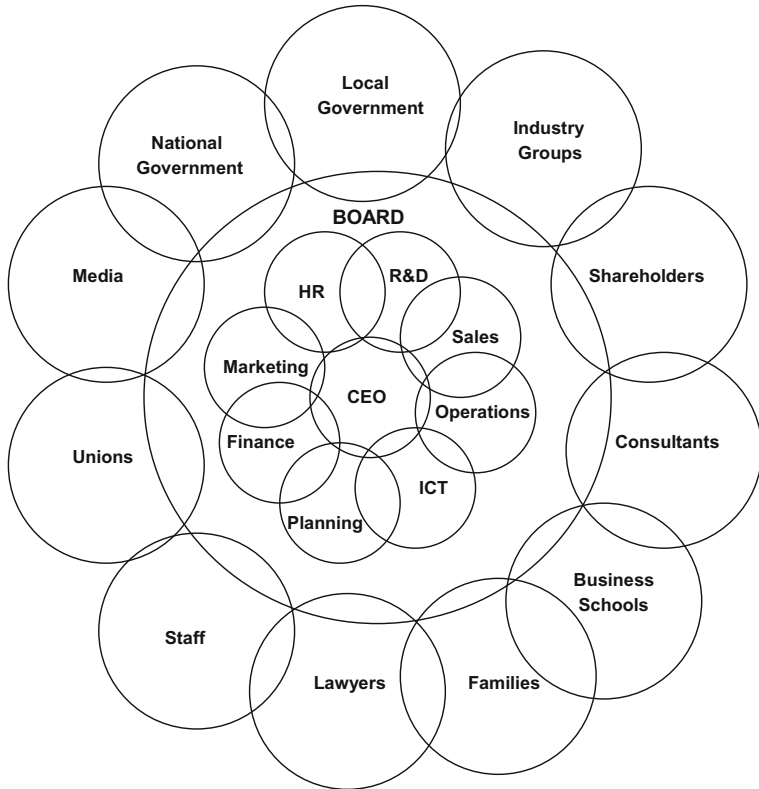 Local
Government
Industry
Groups
National
Government
BOARD
Media
HR
R&D
Shareholders
Sales
Marketing
CEO
Operations
Finance
Consultants
Unions
ICT
Planning
Business
Schools
Staff
Lawyers
Families